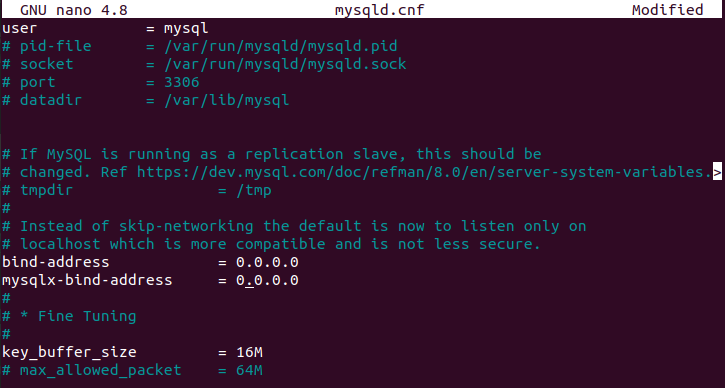 GNU nano 4.8 mysqld.cnf Modified
user = mysql
# pid-file = /var/run/mysqld/mysqld.pid
# socket = /var/run/mysqld/mysqld.sock
# port = 3306
# datadir = /var/lib/mysql
# If MySQL is running as a replication slave, this should be
# changed. Ref https://dev.mysql.com/doc/refman/8.0/en/server-system-variables.>
# tmpdir = /tmp
#
# Instead of skip-networking the default is now to listen only on
# localhost which is more compatible and is not less secure.
bind-address = 0.0.0.0
mysqlx-bind-address = 0.0.0.0
#
# * Fine Tuning
#
key_buffer_size = 16M
# max_allowed_packet = 64M